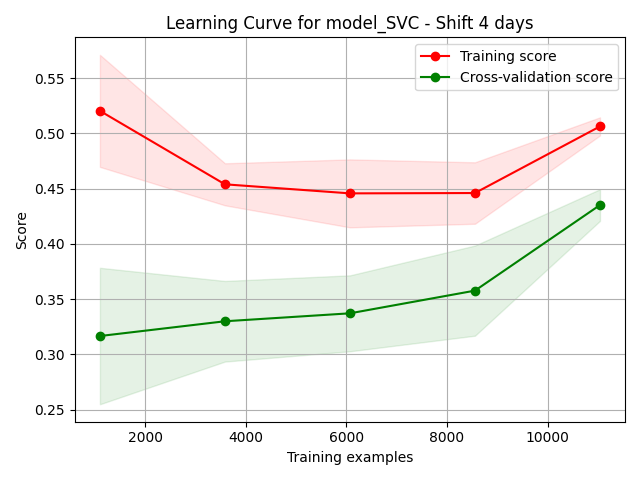 Learning Curve for model_SVC - Shift 4 days
Training score
Cross-validation score
0.55
0.50
0.45
0.40
0.35
0.30
0.25
Score
2000 4000 6000 8000 10000
Training examples